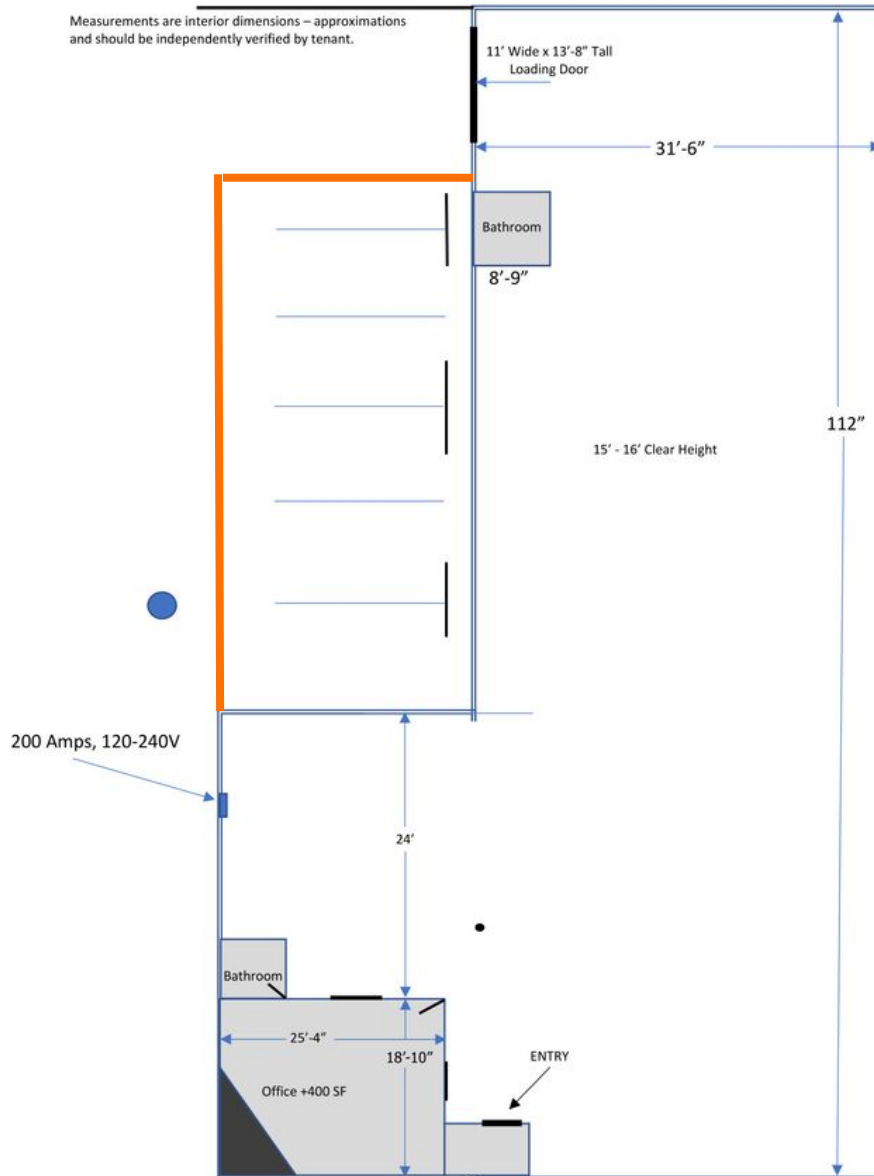 Measurements are interior dimensions – approximations
and should be independently verified by tenant.
11’ Wide x 13’-8” Tall
Loading Door
31’-6”
Bathroom
8’-9”
112”
15’ - 16’ Clear Height
200 Amps, 120-240V
24’
Bathroom
25’-4”
18’-10”
ENTRY
Office +400 SF